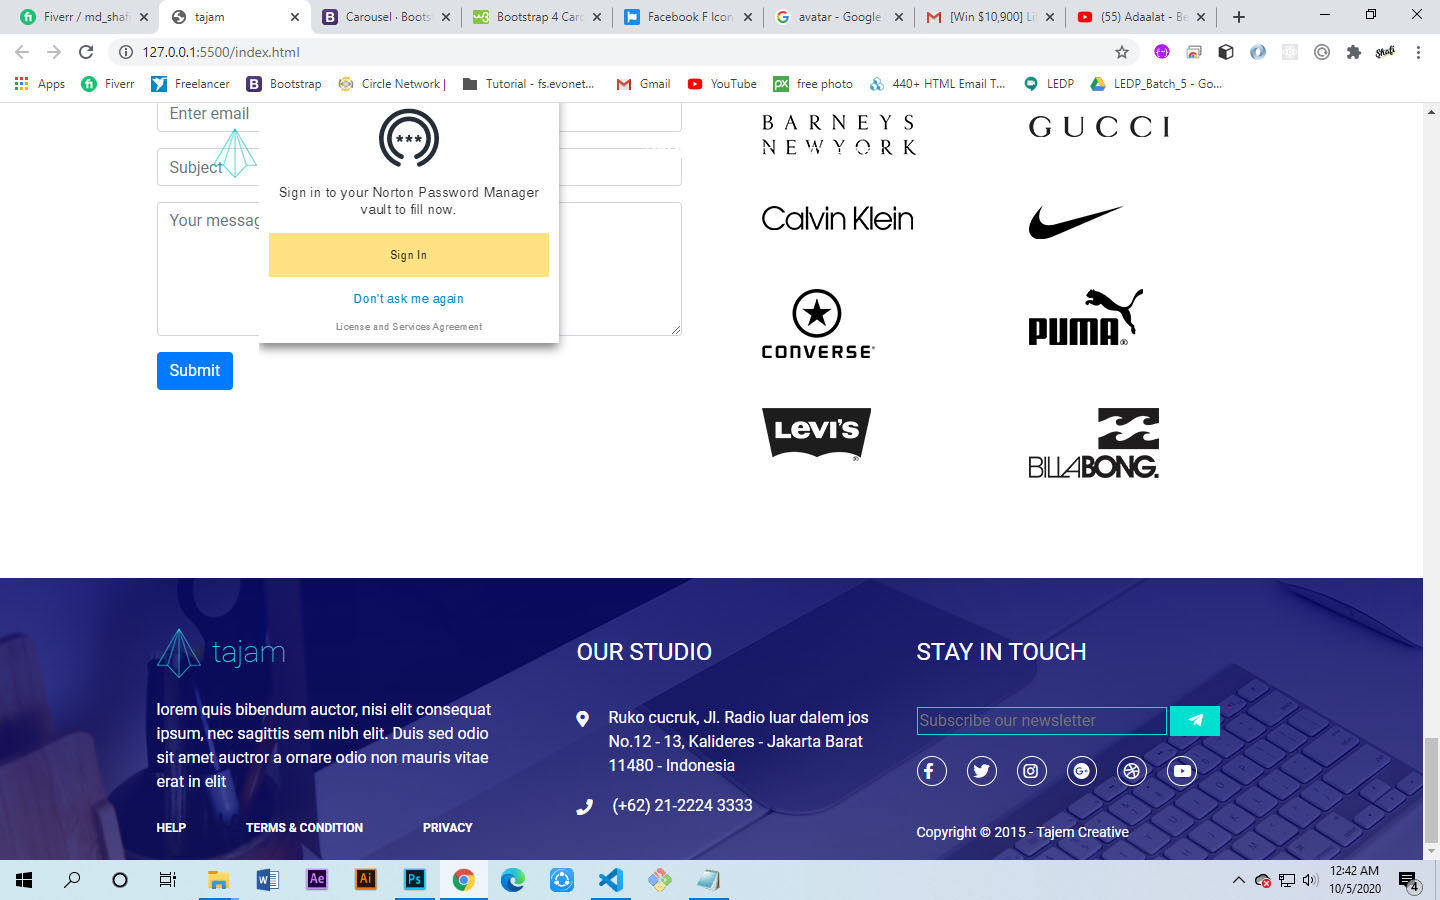 Fiverr / md_shaf
tajam
Carousel · Boots
Bootstrap 4 Car
Facebook F Icon
avatar - Google
[Win $10,900] Li
(55) Adaalat - Be
127.0.0.1:5500/index.html
Apps
Fiverr
Freelancer
Bootstrap
Circle Network |
Tutorial - fs.evonet...
Gmail
YouTube
free photo
440+ HTML Email T...
LEDP
LEDP_Batch_5 - Go...
Enter email
Subject
Your messag
Submit
***
Sign in to your Norton Password Manager
vault to fill now.
Sign In
Don't ask me again
License and Services Agreement
BARNEYS
NEWYORK
GUCCI
Calvin Klein
CONVERSE
PUMA
LEVI'S
BILLABONG.
tajam
lorem quis bibendum auctor, nisi elit consequat
ipsum, nec sagittis sem nibh elit. Duis sed odio
sit amet auctror a ornare odio non mauris vitae
erat in elit
HELP
TERMS & CONDITION
PRIVACY
OUR STUDIO
Ruko cucruk, Jl. Radio luar dalem jos
No.12 - 13, Kalideres - Jakarta Barat
11480 - Indonesia
(+62) 21-2224 3333
STAY IN TOUCH
Subscribe our newsletter
Copyright © 2015 - Tajem Creative
12:42 AM
10/5/2020
4